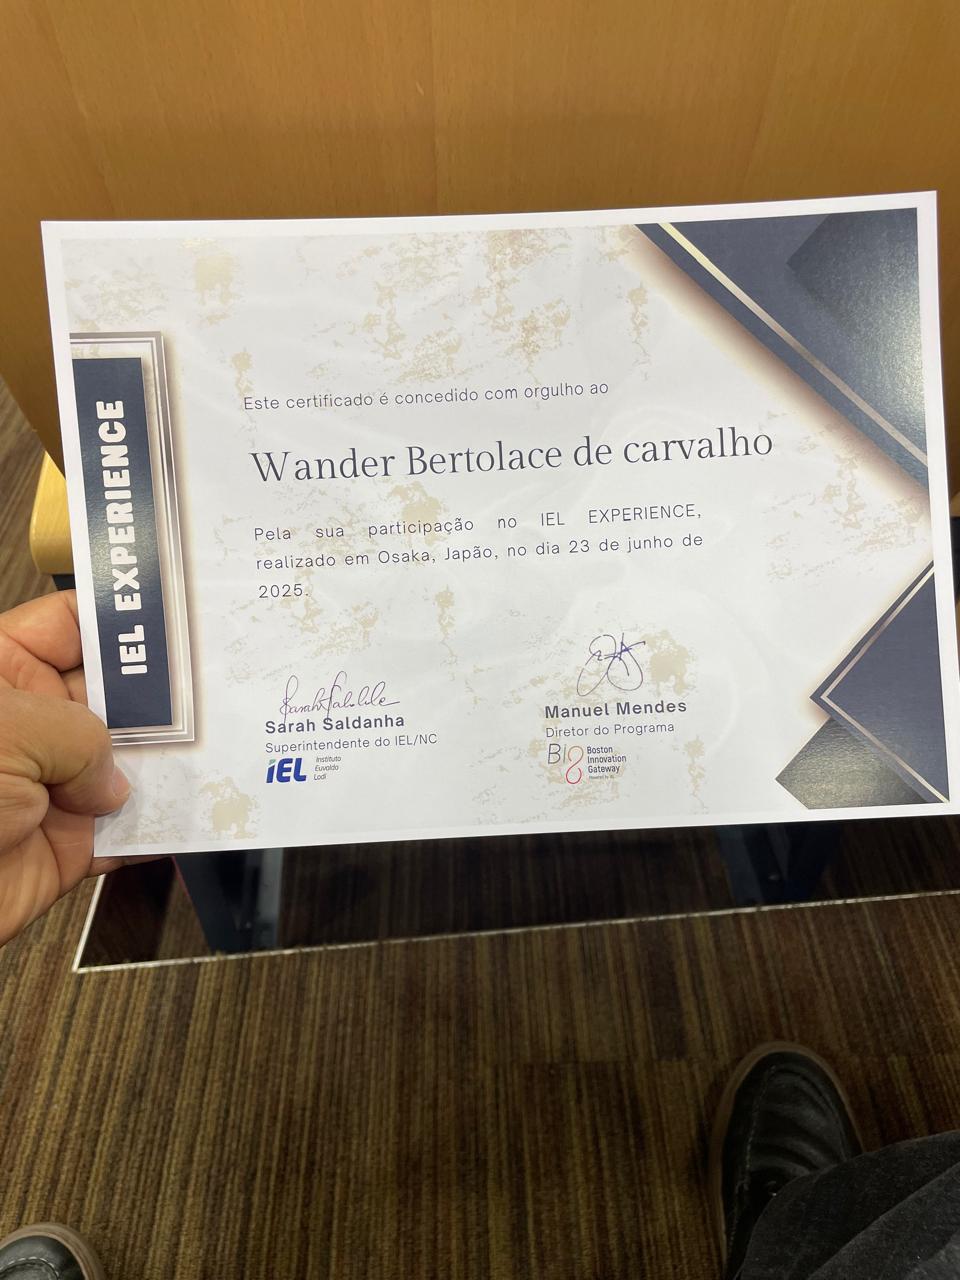 IEL EXPERIENCE
Este certificado é concedido com orgulho ao
Wander Bertolace de carvalho
Pela sua participação no IEL EXPERIENCE,
realizado em Osaka, Japão, no dia 23 de junho de
2025.
Sarah Saldanha
Superintendente do IEL/NC
iEL
Instituto
Euvaldo
Lodi
Manuel Mendes
Diretor do Programa
BIG
Boston
Innovation
Gateway